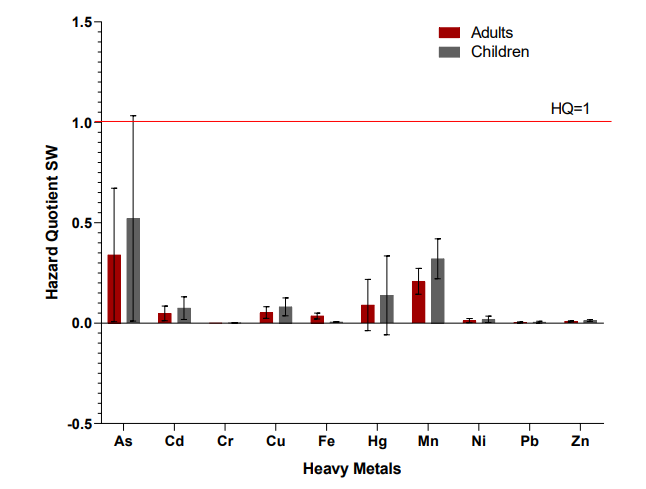 1.5
Adults
Children
HQ=1
1.0
0.5
0.0
-0.5
Hazard Quotient SW
As Cd Cr Cu Fe Hg Mn Ni Pb Zn
Heavy Metals